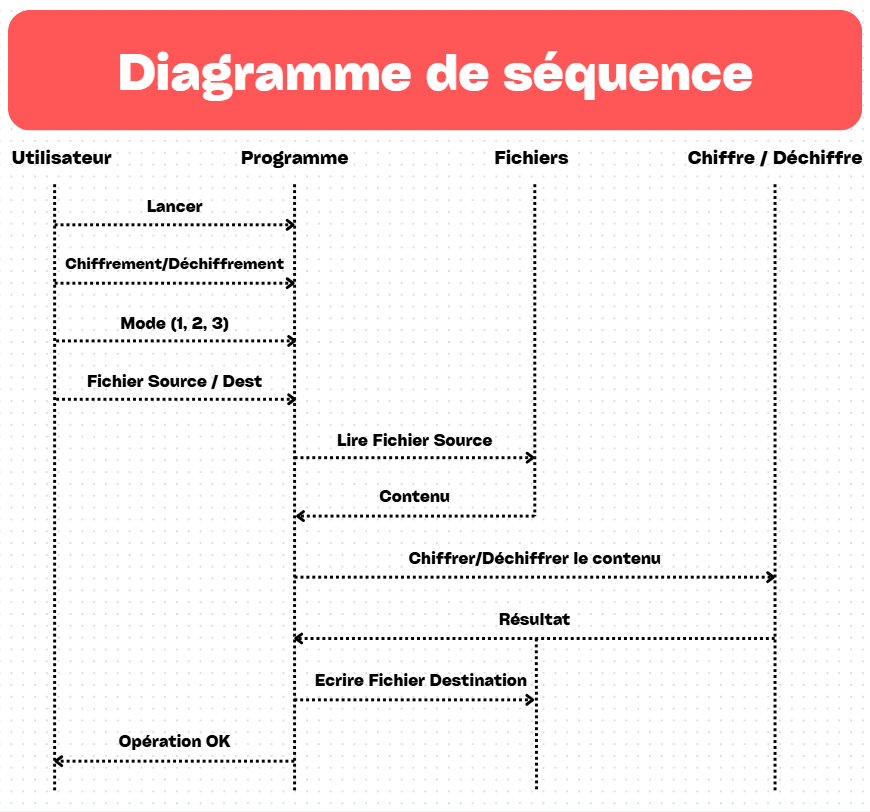 Diagramme de séquence
Utilisateur
Programme
Fichiers
Chiffre / Déchiffre
Lancer
Chiffrement/Déchiffrement
Mode (1, 2, 3)
Fichier Source / Dest
Lire Fichier Source
Contenu
Chiffrer/Déchiffrer le contenu
Résultat
Ecrire Fichier Destination
Opération OK